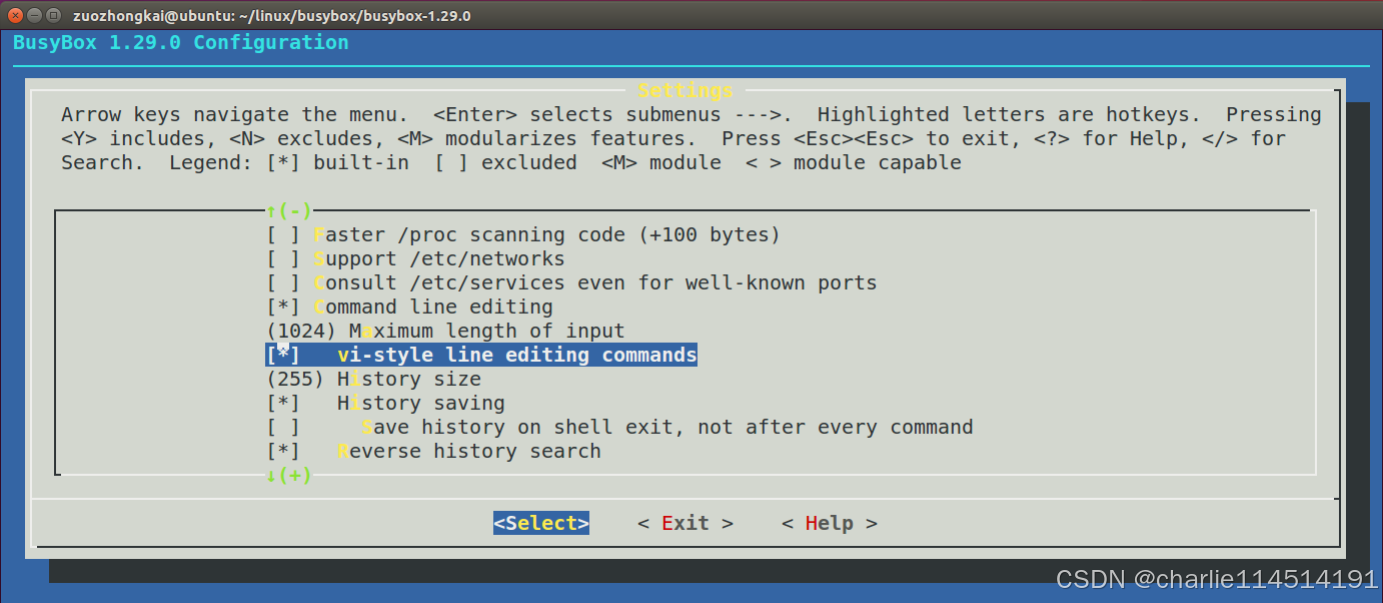 zuozhongkai@ubuntu: ~/linux/busybox/busybox-1.29.0
BusyBox 1.29.0 Configuration
Settings
Arrow keys navigate the menu.  <Enter> selects submenus --->.  Highlighted letters are hotkeys.  Pressing
<Y> includes, <N> excludes, <M> modularizes features.  Press <Esc><Esc> to exit, <?> for Help, </> for
Search.  Legend: [*] built-in  [ ] excluded  <M> module  < > module capable
↑(-)
[ ] Faster /proc scanning code (+100 bytes)
[ ] Support /etc/networks
[ ] Consult /etc/services even for well-known ports
[*] Command line editing
(1024) Maximum length of input
[*]   vi-style line editing commands
(255) History size
[*]   History saving
[ ]     Save history on shell exit, not after every command
[*]   Reverse history search
↓(+)
<Select>    < Exit >    < Help >
CSDN @charlie114514191